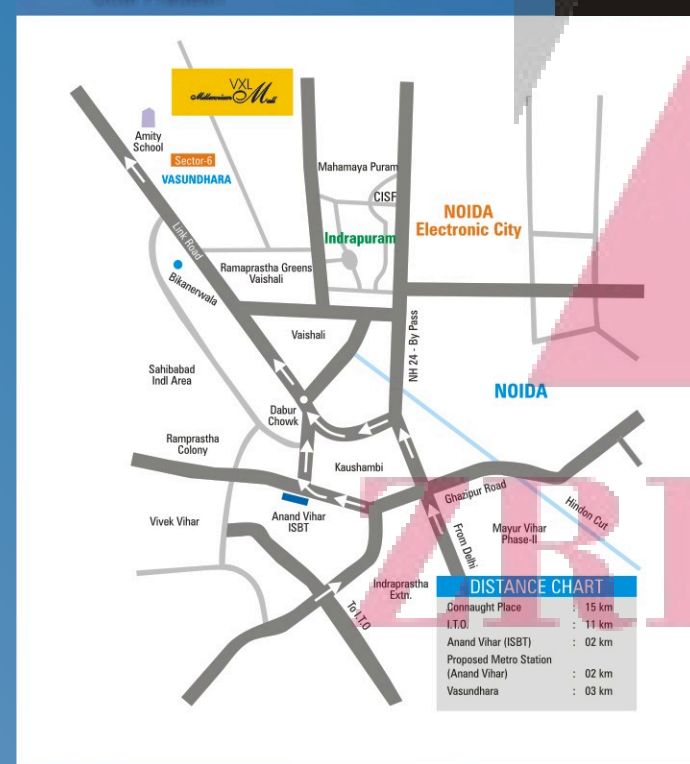 VXL
Millennium Mall
Amity
School
Sector-6
VASUNDHARA
Mahamaya Puram
CISF
NOIDA
Electronic City
Indrapuram
Link Road
Ramaprastha Greens
Vaishali
Bikanerwala
Vaishali
NH 24 - By Pass
Sahibabad
Indl Area
NOIDA
Dabur
Chowk
Ramprastha
Colony
Kaushambi
Ghazipur Road
Hindon Cut
Vivek Vihar
Anand Vihar
ISBT
From Delhi
Mayur Vihar
Phase-II
Indraprastha
Extn.
To I.T.O
DISTANCE CHART
Connaught Place : 15 km
I.T.O. : 11 km
Anand Vihar (ISBT) : 02 km
Proposed Metro Station
(Anand Vihar) : 02 km
Vasundhara : 03 km